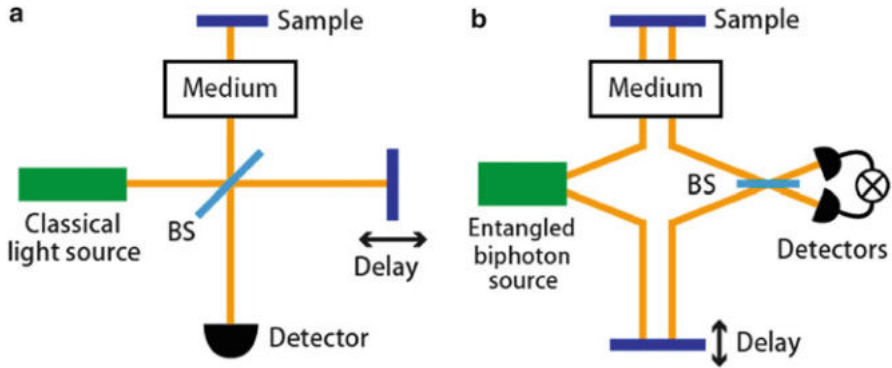 a
Sample
Medium
Classical
light source
BS
Delay
Detector
b
Sample
Medium
BS
Entangled
biphoton
source
Detectors
Delay